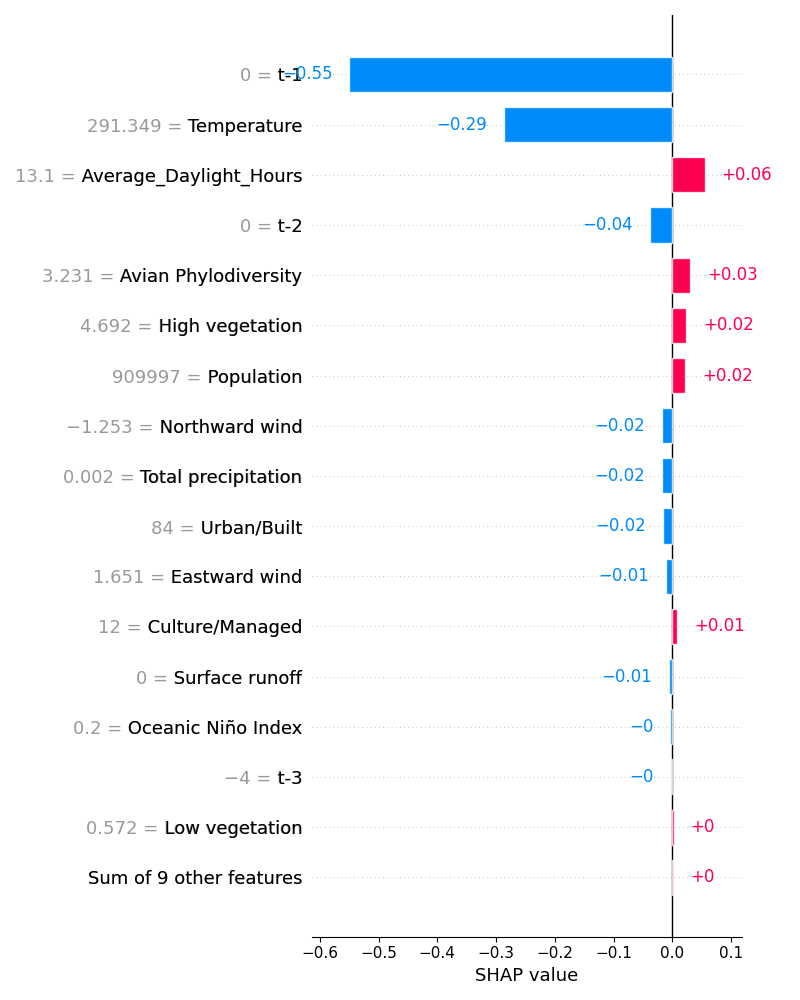 0 = t-1 −0.55
291.349 = Temperature −0.29
13.1 = Average_Daylight_Hours +0.06
0 = t-2 −0.04
3.231 = Avian Phylodiversity +0.03
4.692 = High vegetation +0.02
909997 = Population +0.02
−1.253 = Northward wind −0.02
0.002 = Total precipitation −0.02
84 = Urban/Built −0.02
1.651 = Eastward wind −0.01
12 = Culture/Managed +0.01
0 = Surface runoff −0.01
0.2 = Oceanic Niño Index −0
−4 = t-3 −0
0.572 = Low vegetation +0
Sum of 9 other features +0
−0.6 −0.5 −0.4 −0.3 −0.2 −0.1 0.0 0.1
SHAP value